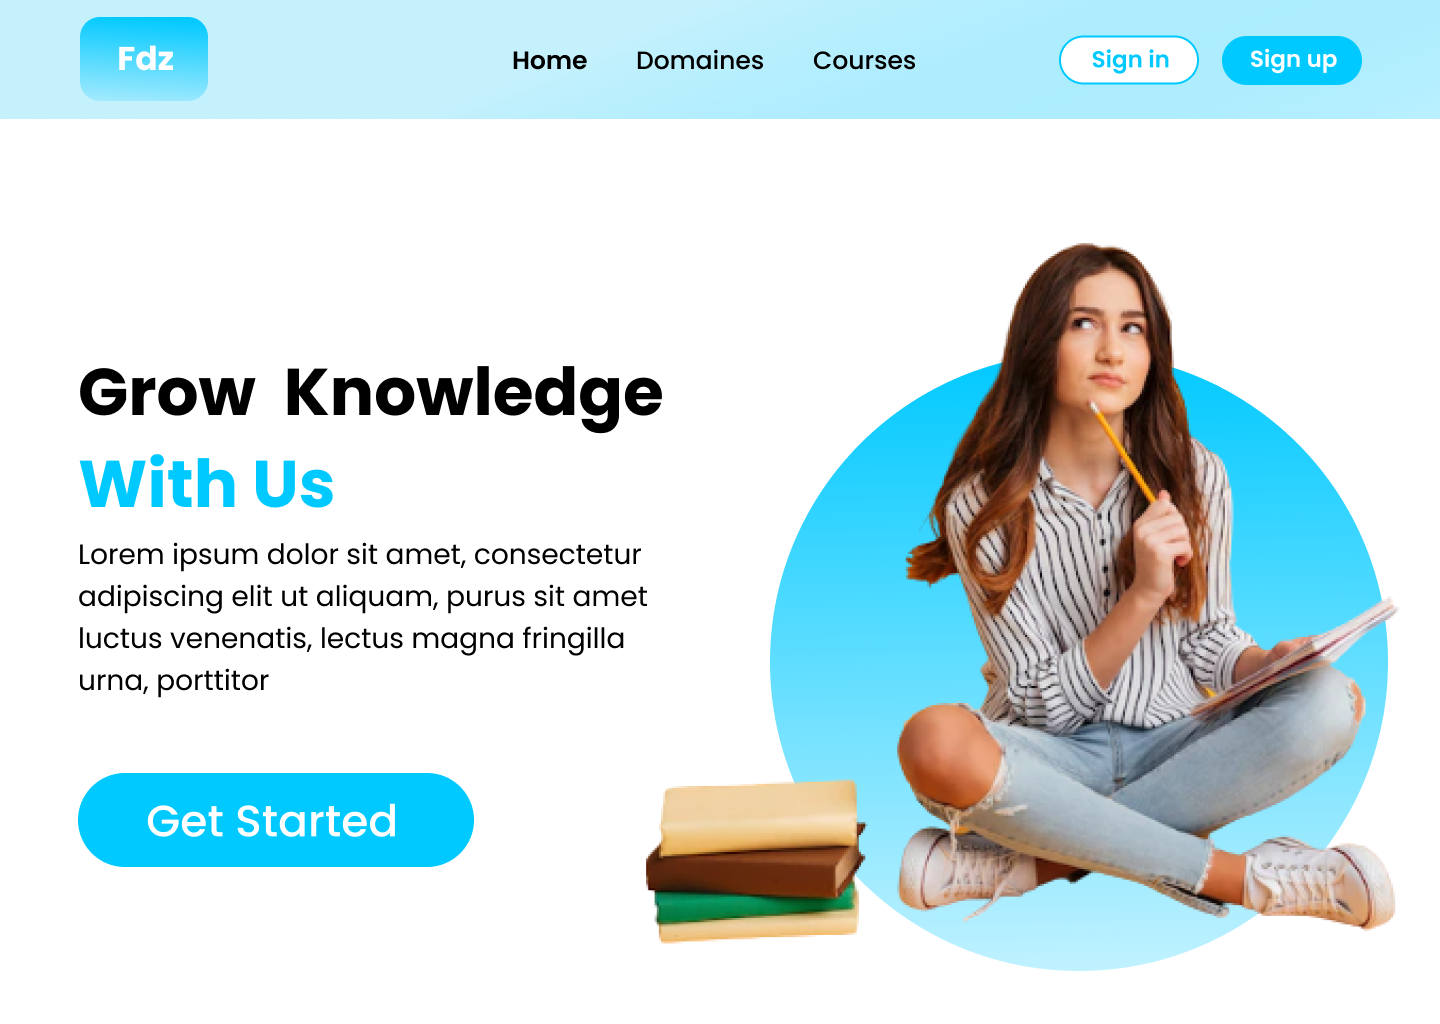 Fdz
Home Domaines Courses
Sign in Sign up
Grow Knowledge
With Us
Lorem ipsum dolor sit amet, consectetur
adipiscing elit ut aliquam, purus sit amet
luctus venenatis, lectus magna fringilla
urna, porttitor
Get Started